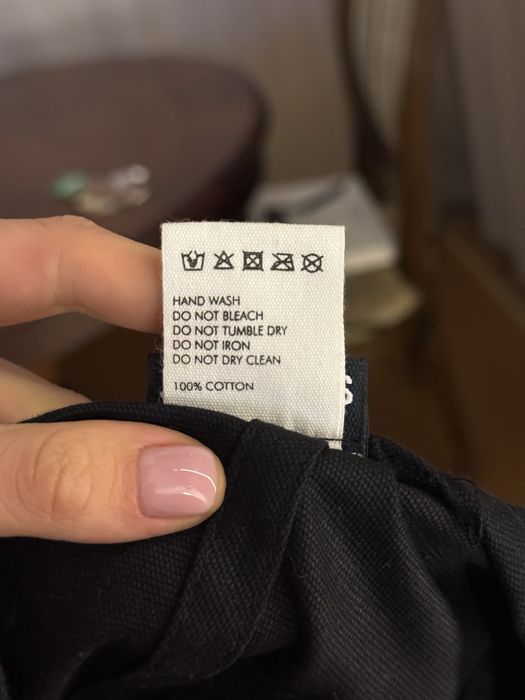 HAND WASH
DO NOT BLEACH
DO NOT TUMBLE DRY
DO NOT IRON
DO NOT DRY CLEAN
100% COTTON